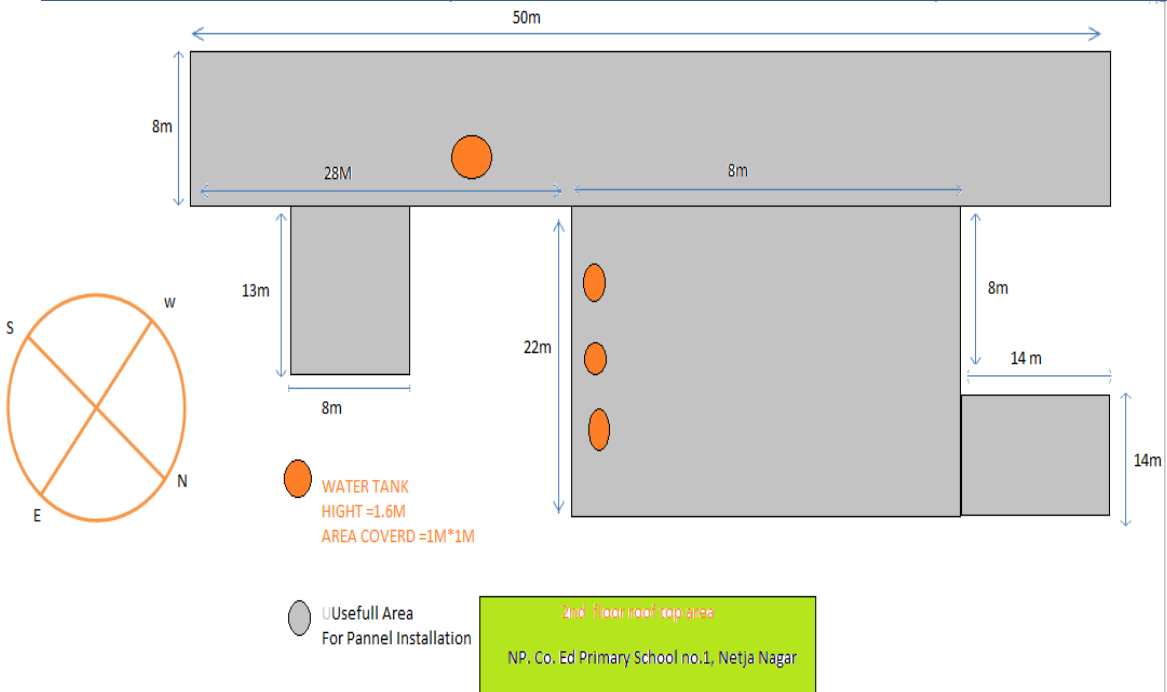 50m
8m
28M
8m
13m
8m
22m
14 m
8m
14m
S
W
N
E
WATER TANK
HIGHT =1.6M
AREA COVERD =1M*1M
UUsefull Area
For Pannel Installation
2nd floor roof top area
NP. Co. Ed Primary School no.1, Netja Nagar